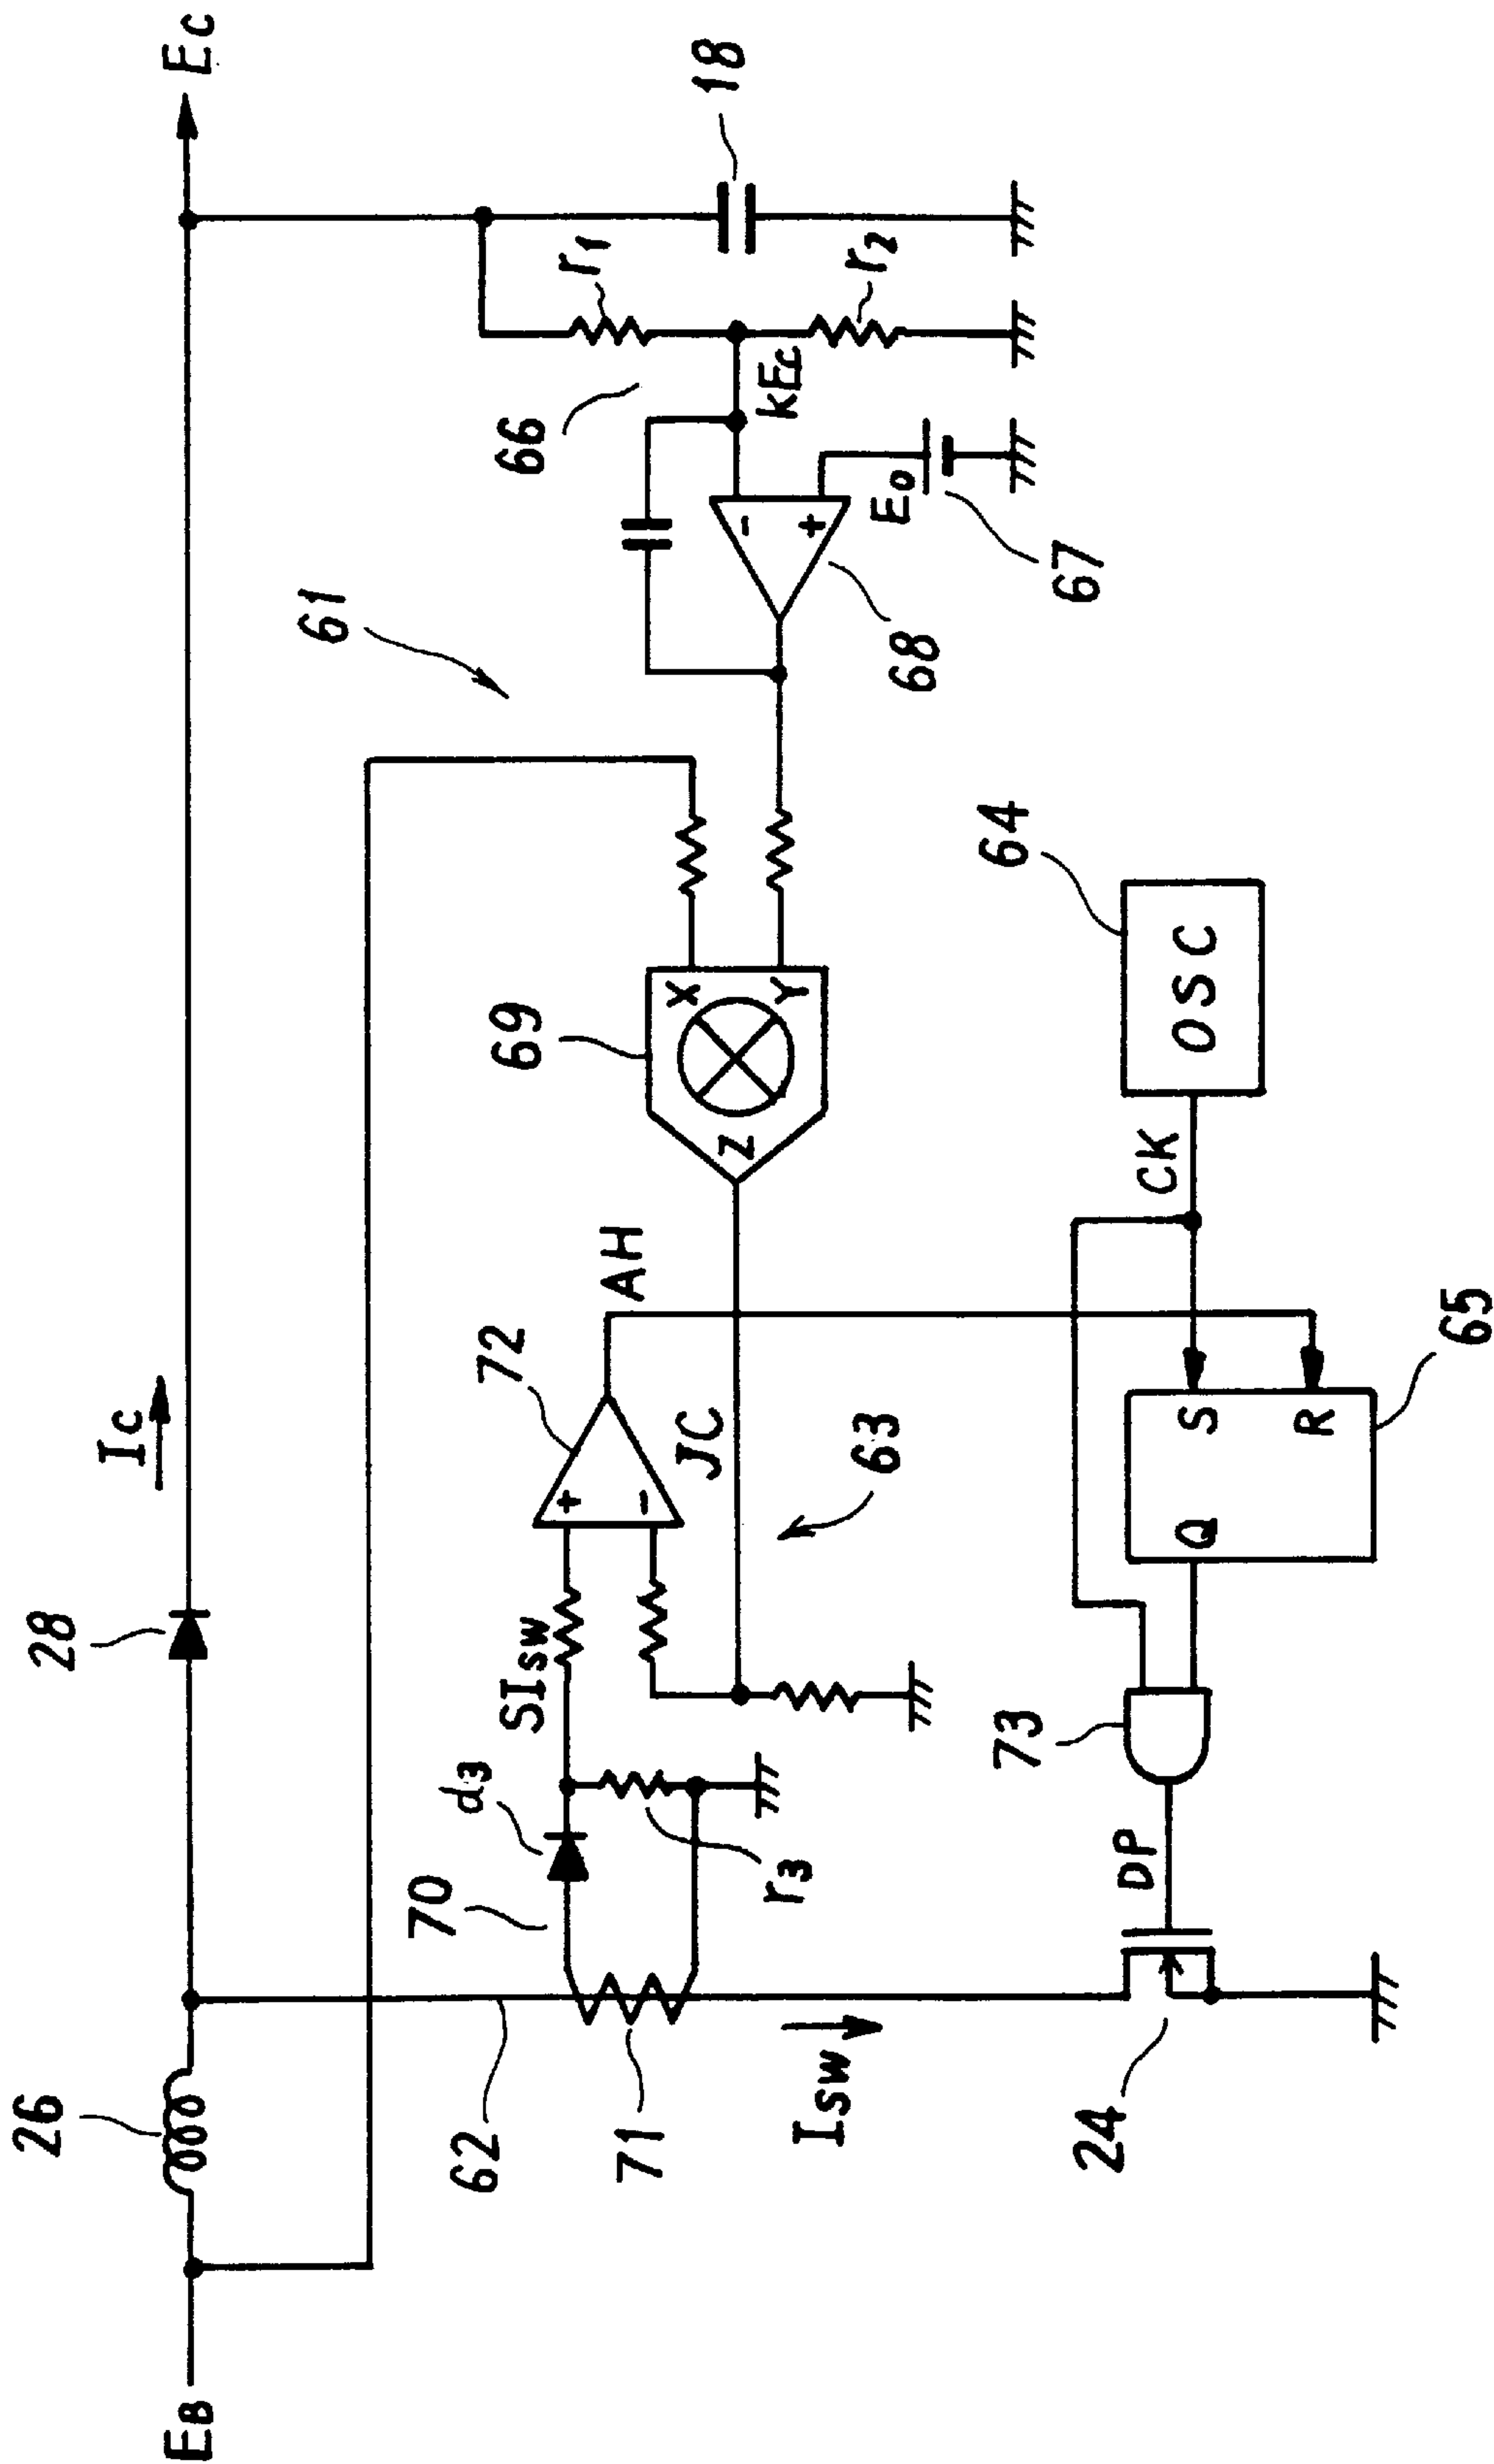 EB
26
28
Ic
Ec
61
62
70
d3
SIsw
72
AH
69
X
Y
Z
66
r1
18
+
-
JC
71
r3
63
-
+
kEc
r2
Eo
68
67
Isw
24
DP
73
CK
64
OSC
Q
S
R
65